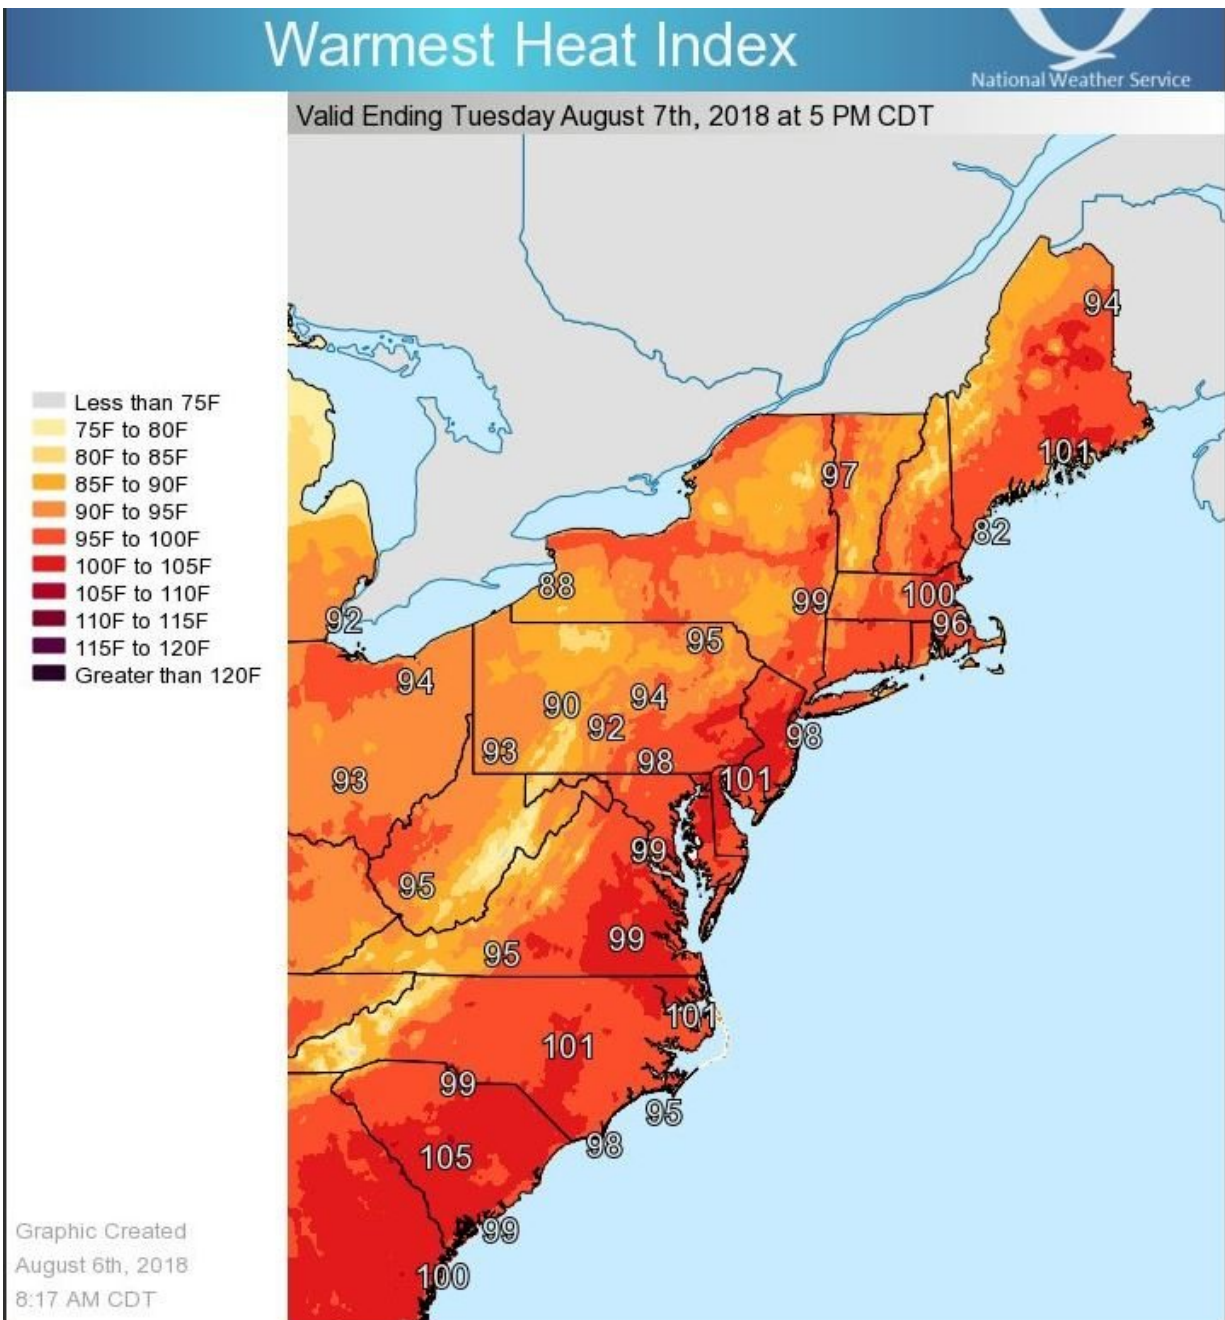 Warmest Heat Index
National Weather Service
Valid Ending Tuesday August 7th, 2018 at 5 PM CDT
Less than 75F
75F to 80F
80F to 85F
85F to 90F
90F to 95F
95F to 100F
100F to 105F
105F to 110F
110F to 115F
115F to 120F
Greater than 120F
94
101
97
82
88
99
100
92
96
95
94
90
94
92
98
93
98
93
101
99
95
99
95
101
101
99
95
98
105
99
100
Graphic Created
August 6th, 2018
8:17 AM CDT